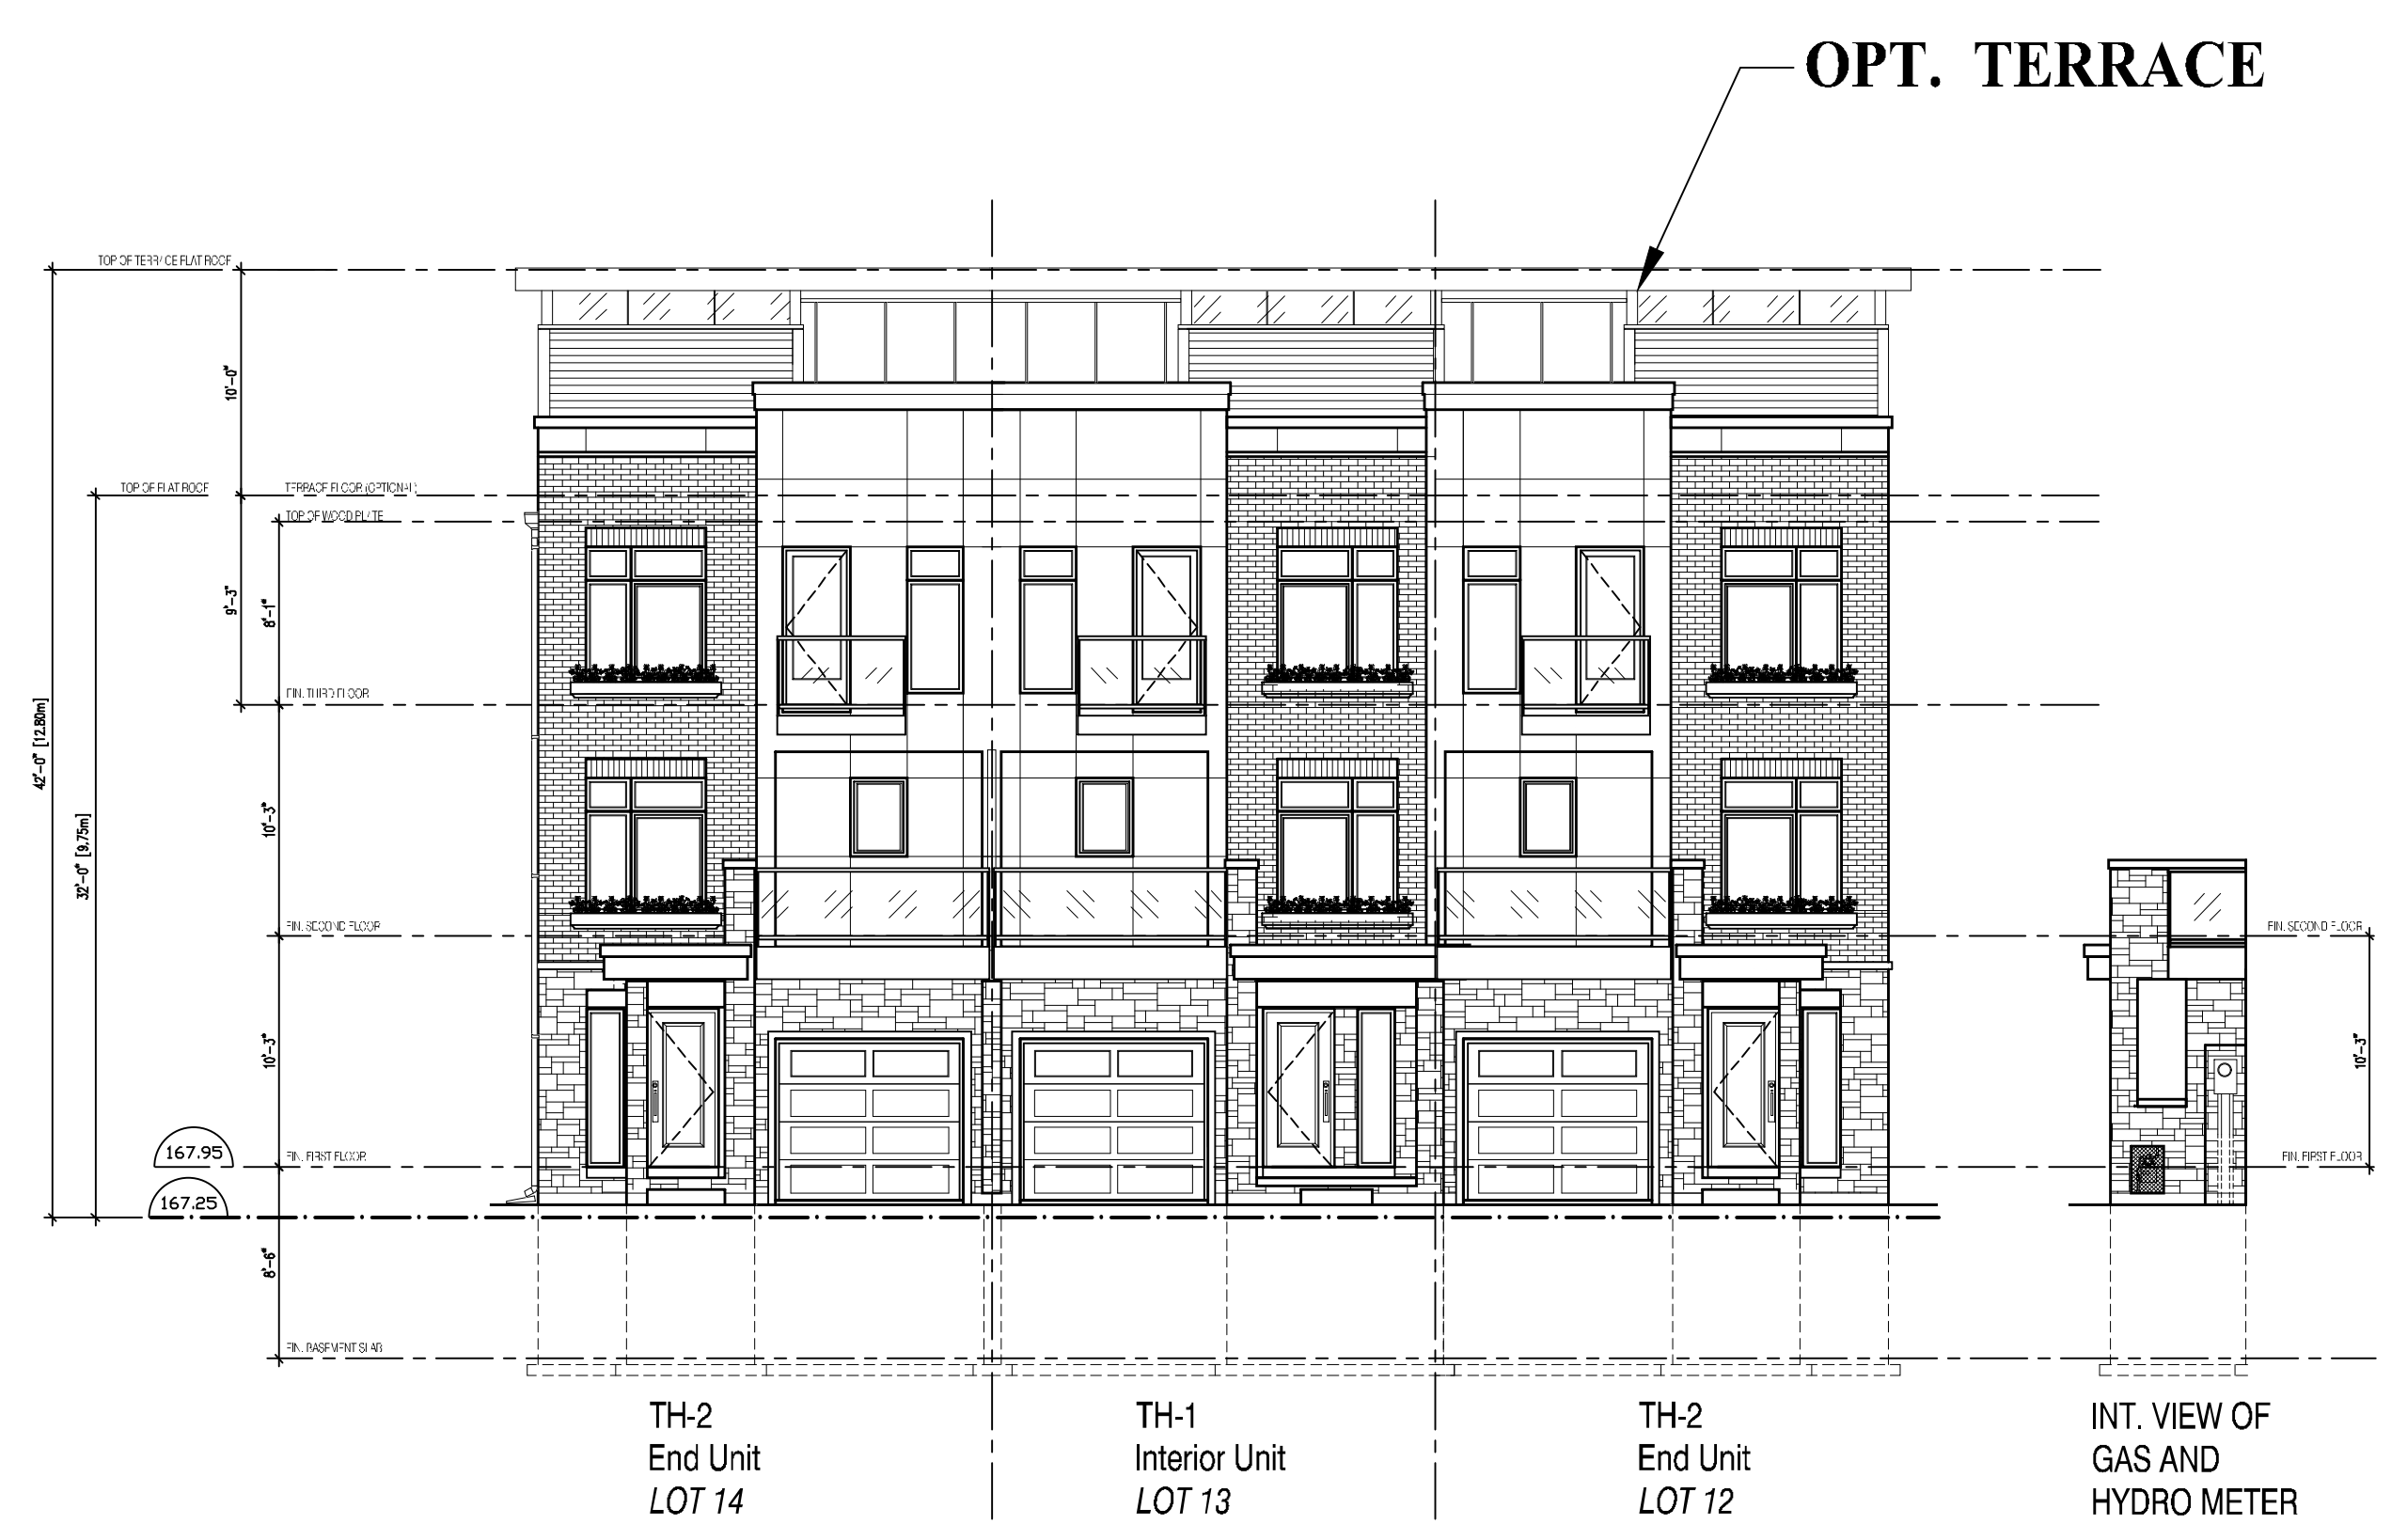 OPT. TERRACE
TOP OF TERRACE FLAT ROOF
10'-0"
TOP OF FLAT ROOF
TERRACE FLOOR (OPTIONAL)
TOP OF WOOD PLATE
9'-3"
8'-1"
FIN. THIRD FLOOR
42'-0" [12.80m]
32'-0" [9.75m]
10'-3"
FIN. SECOND FLOOR
FIN. SECOND FLOOR
10'-3"
10'-3"
167.95
FIN. FIRST FLOOR
FIN. FIRST FLOOR
167.25
8'-6"
FIN. BASEMENT SLAB
TH-2
End Unit
LOT 14
TH-1
Interior Unit
LOT 13
TH-2
End Unit
LOT 12
INT. VIEW OF
GAS AND
HYDRO METER